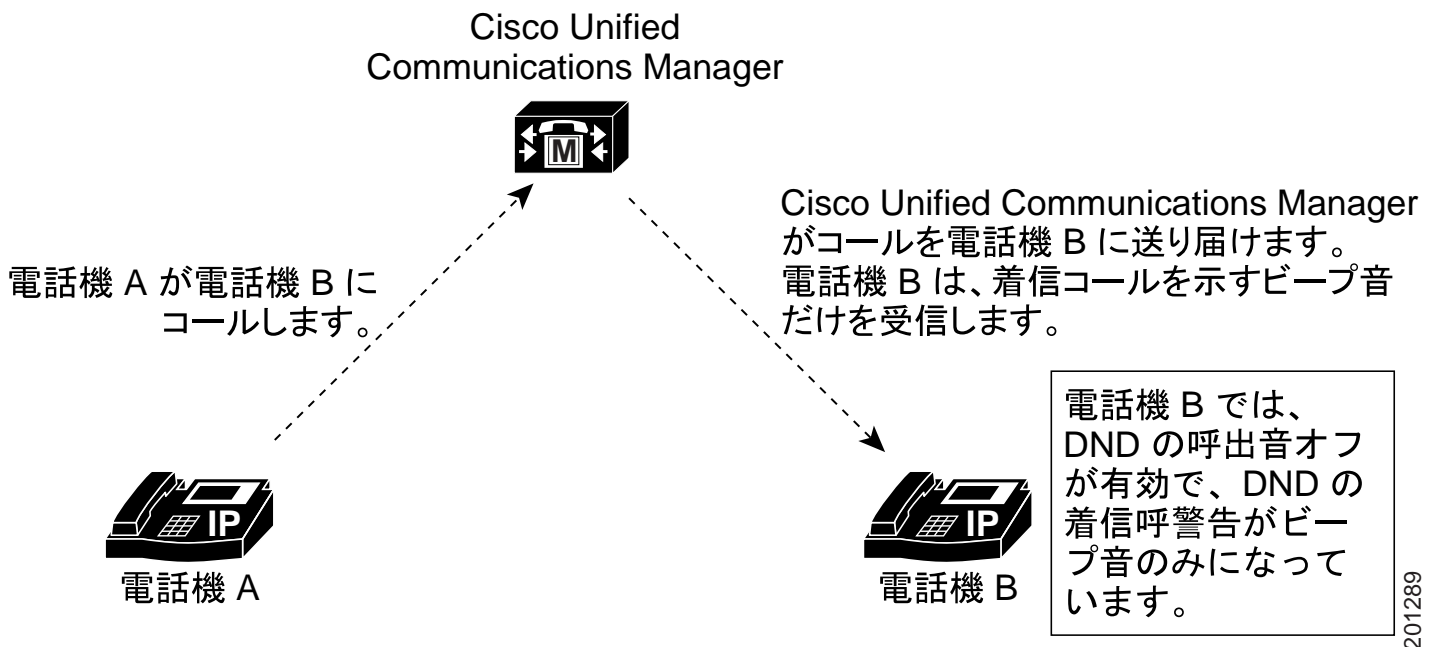 Cisco Unified
Communications Manager
M
電話機 A が電話機 B に
コールします。
Cisco Unified Communications Manager
がコールを電話機 B に送り届けます。
電話機 B は、着信コールを示すビープ音
だけを受信します。
IP
電話機 A
IP
電話機 B
電話機 B では、
DND の呼出音オフ
が有効で、DND の
着信呼警告がビー
プ音のみになって
います。
201289